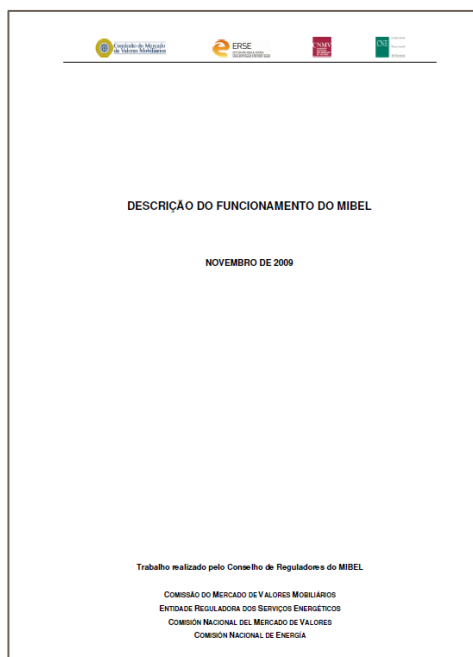 Comissão do Mercado
de Valores Mobiliários
ERSE
CNMV
CNE
DESCRIÇÃO DO FUNCIONAMENTO DO MIBEL
NOVEMBRO DE 2009
Trabalho realizado pelo Conselho de Reguladores do MIBEL
COMISSÃO DO MERCADO DE VALORES MOBILIÁRIOS
ENTIDADE REGULADORA DOS SERVIÇOS ENERGÉTICOS
COMISIÓN NACIONAL DEL MERCADO DE VALORES
COMISIÓN NACIONAL DE ENERGÍA